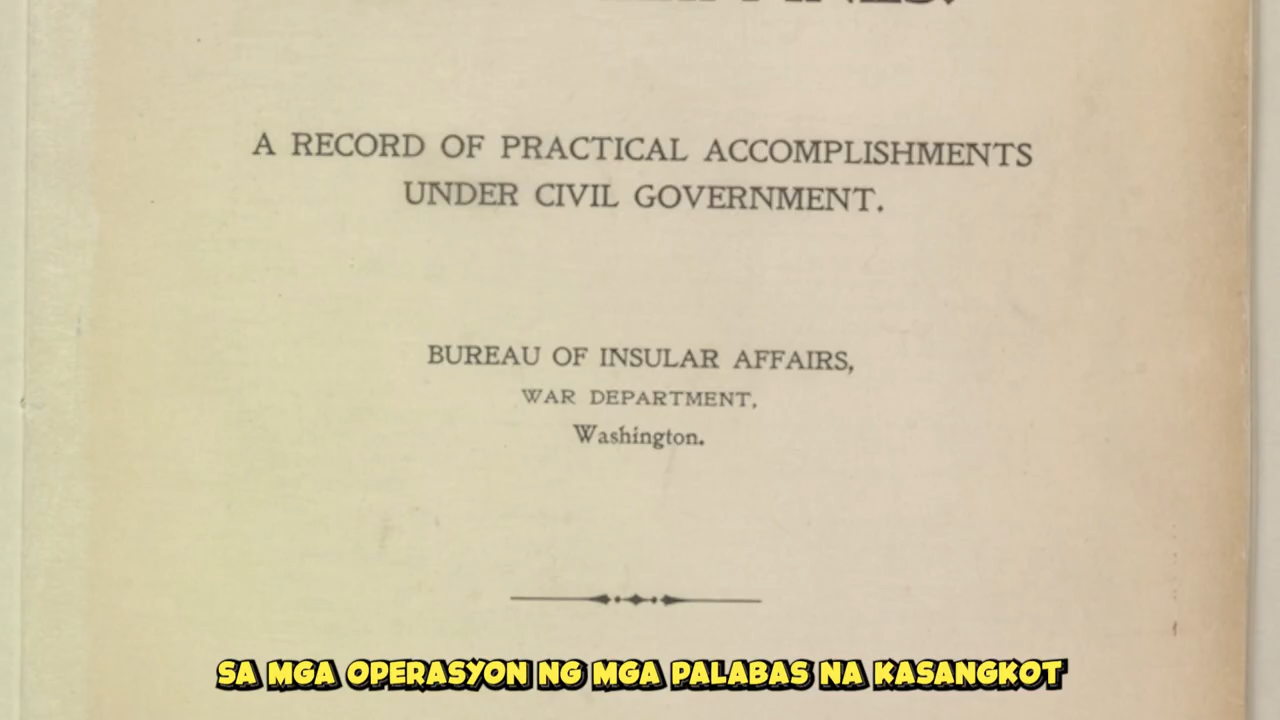 A RECORD OF PRACTICAL ACCOMPLISHMENTS
UNDER CIVIL GOVERNMENT.
BUREAU OF INSULAR AFFAIRS,
WAR DEPARTMENT,
Washington.
SA MGA OPERASYON NG MGA PALABAS NA KASANGKOT